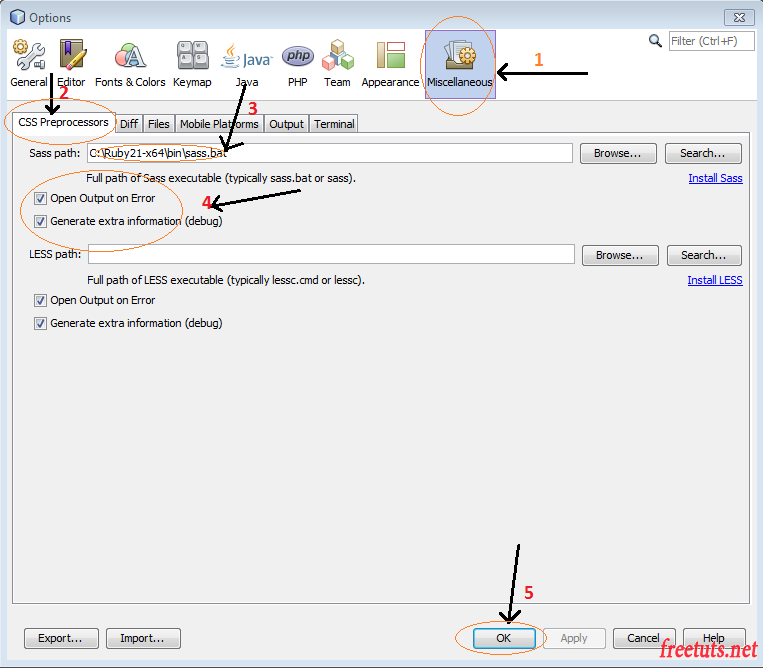 Options
General Editor Fonts & Colors Keymap Java PHP Team Appearance Miscellaneous
Filter (Ctrl+F)
Java
php
1
2
3
CSS Preprocessors Diff Files Mobile Platforms Output Terminal
Sass path: C:\Ruby21-x64\bin\sass.bat Browse... Search...
Full path of Sass executable (typically sass.bat or sass). Install Sass
Open Output on Error
4
Generate extra information (debug)
LESS path: Browse... Search...
Full path of LESS executable (typically lessc.cmd or lessc). Install LESS
Open Output on Error
Generate extra information (debug)
5
Export... Import... OK Apply Cancel Help
freetuts.net